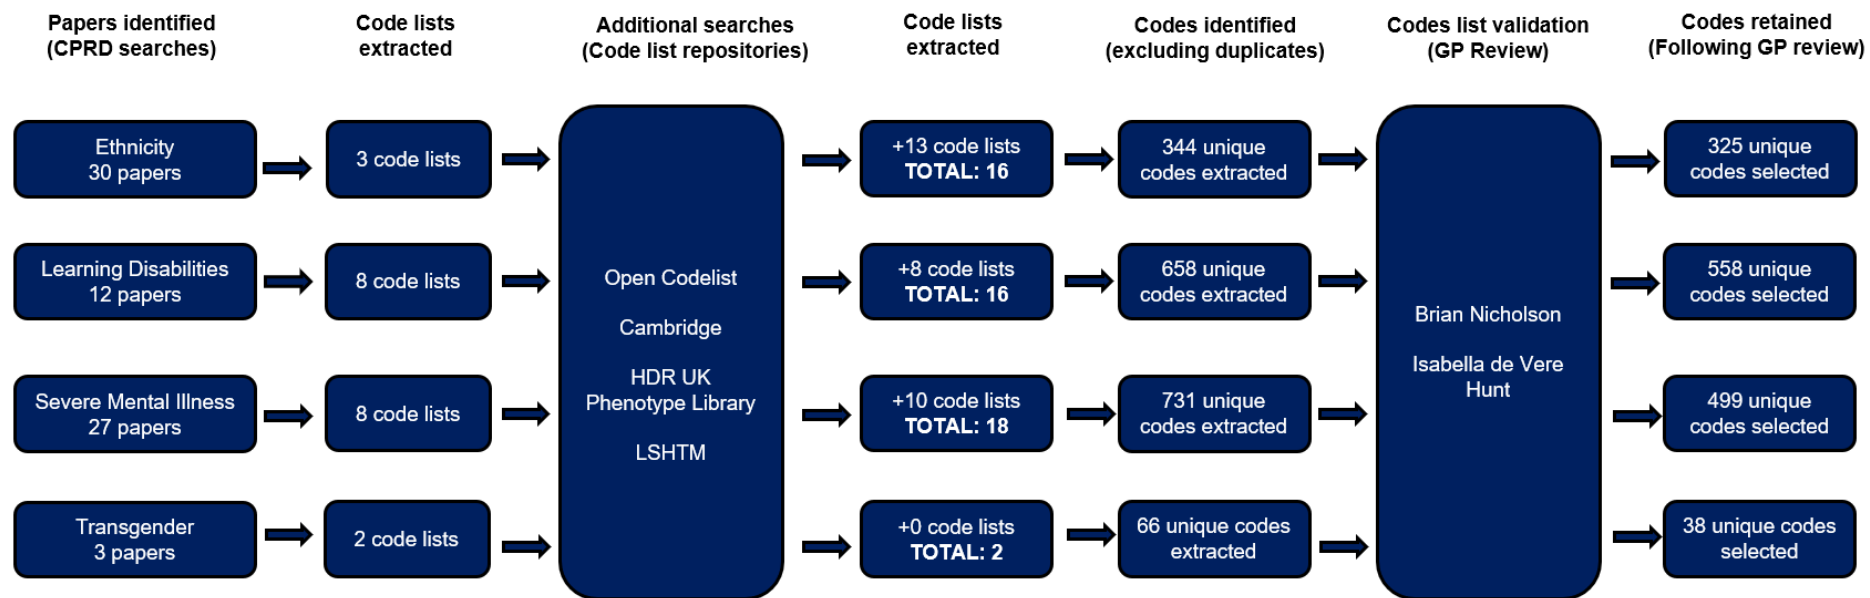 Papers identified
(CPRD searches)
Code lists
extracted
Additional searches
(Code list repositories)
Code lists
extracted
Codes identified
(excluding duplicates)
Codes list validation
(GP Review)
Codes retained
(Following GP review)
Ethnicity
30 papers
3 code lists
+13 code lists
TOTAL: 16
344 unique
codes extracted
325 unique
codes selected
Learning Disabilities
12 papers
8 code lists
+8 code lists
TOTAL: 16
658 unique
codes extracted
558 unique
codes selected
Severe Mental Illness
27 papers
8 code lists
+10 code lists
TOTAL: 18
731 unique
codes extracted
499 unique
codes selected
Transgender
3 papers
2 code lists
+0 code lists
TOTAL: 2
66 unique codes
extracted
38 unique codes
selected
Open Codelist
Cambridge
HDR UK
Phenotype Library
LSHTM
Brian Nicholson
Isabella de Vere
Hunt